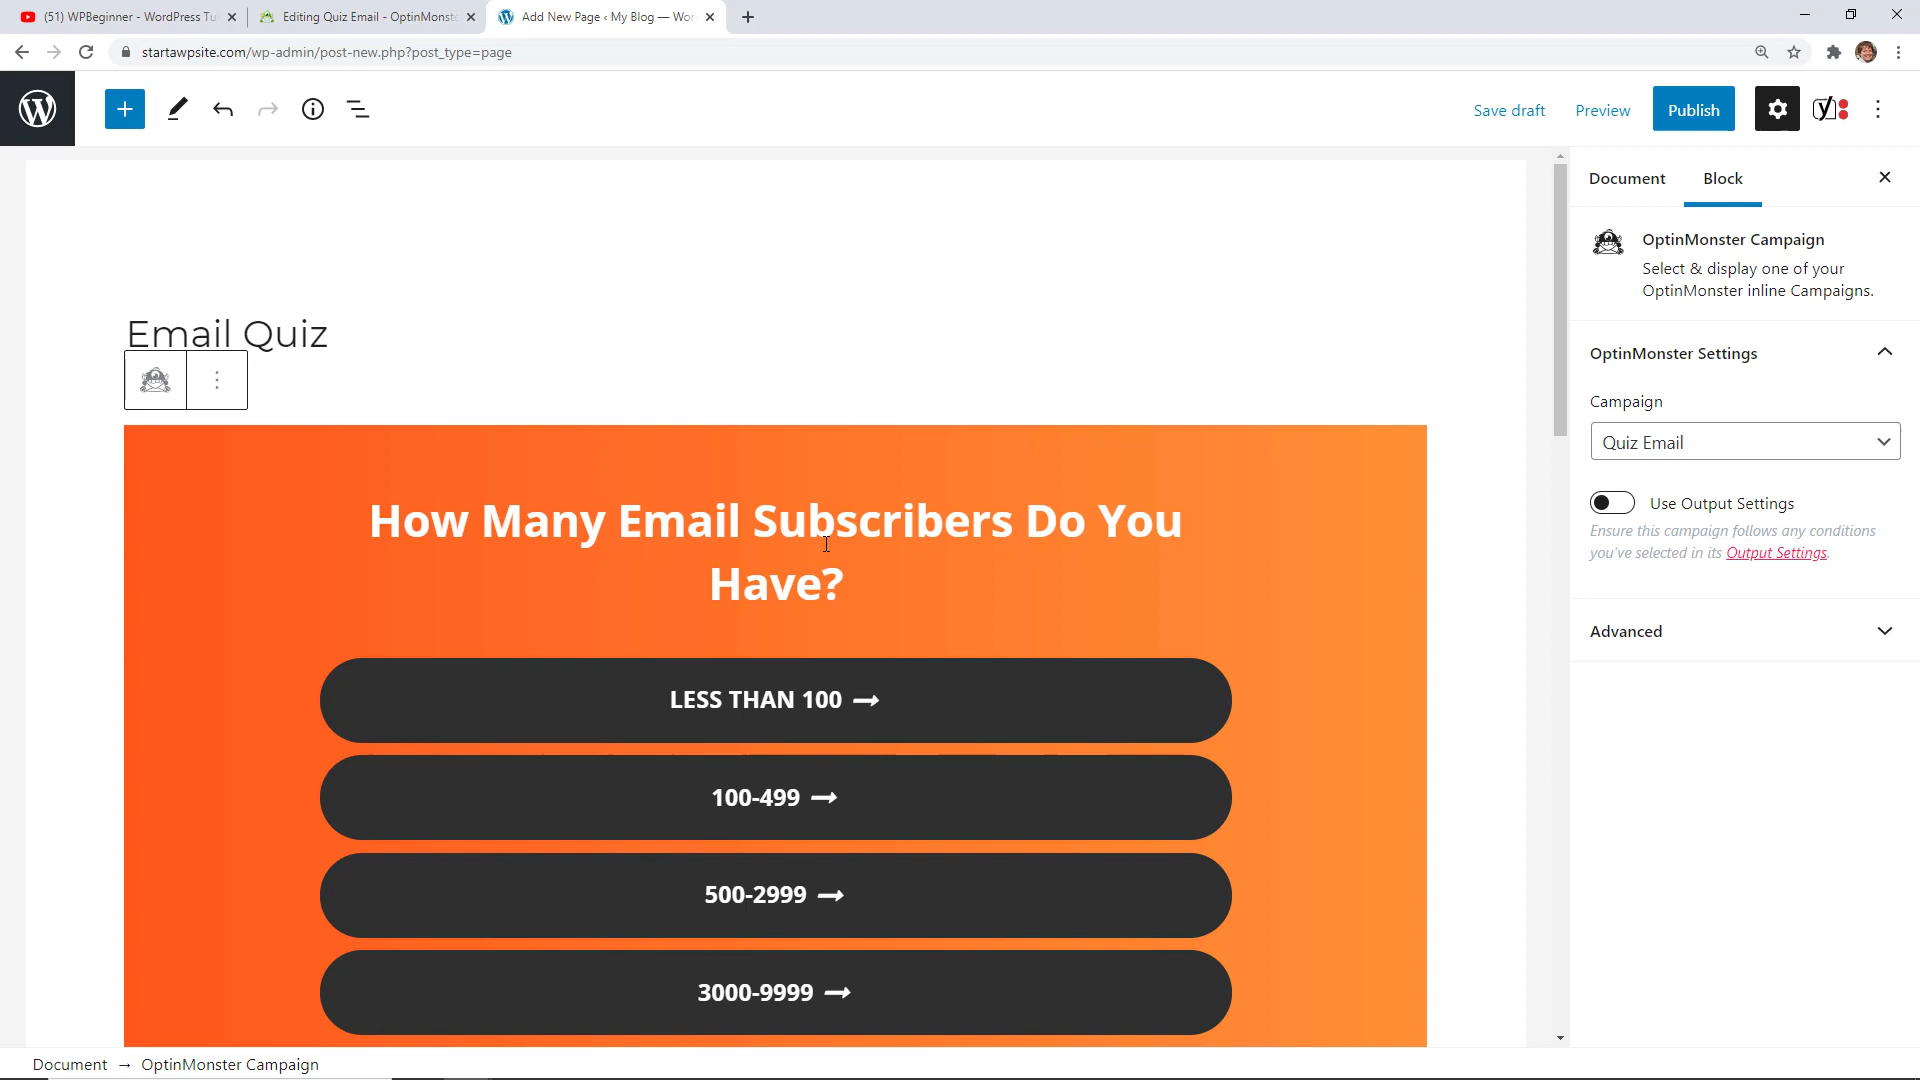 (51) WPBeginner - WordPress Tu
Editing Quiz Email - OptinMonste
Add New Page ‹ My Blog — Wor
startawpsite.com/wp-admin/post-new.php?post_type=page
Save draft
Preview
Publish
Document
Block
OptinMonster Campaign
Select & display one of your
OptinMonster inline Campaigns.
OptinMonster Settings
Campaign
Quiz Email
Use Output Settings
Ensure this campaign follows any conditions
you've selected in its Output Settings.
Advanced
Email Quiz
How Many Email Subscribers Do You
Have?
LESS THAN 100
100-499
500-2999
3000-9999
Document → OptinMonster Campaign